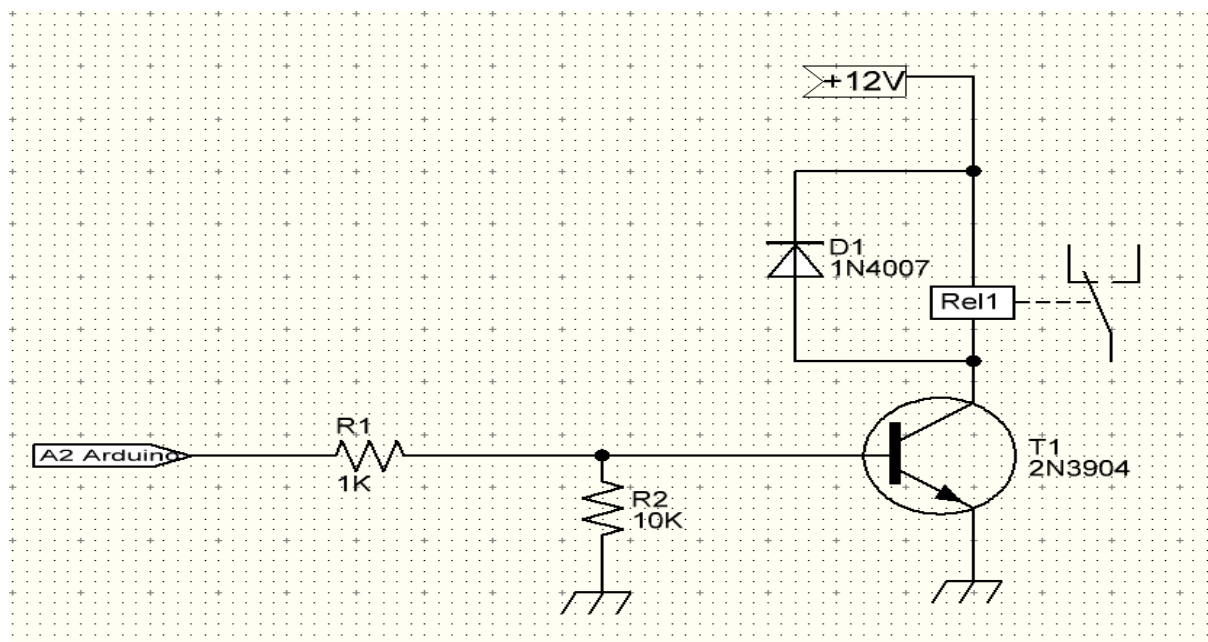 +12V
D1
1N4007
Rel1
R1
A2 Arduino
1K
T1
2N3904
R2
10K